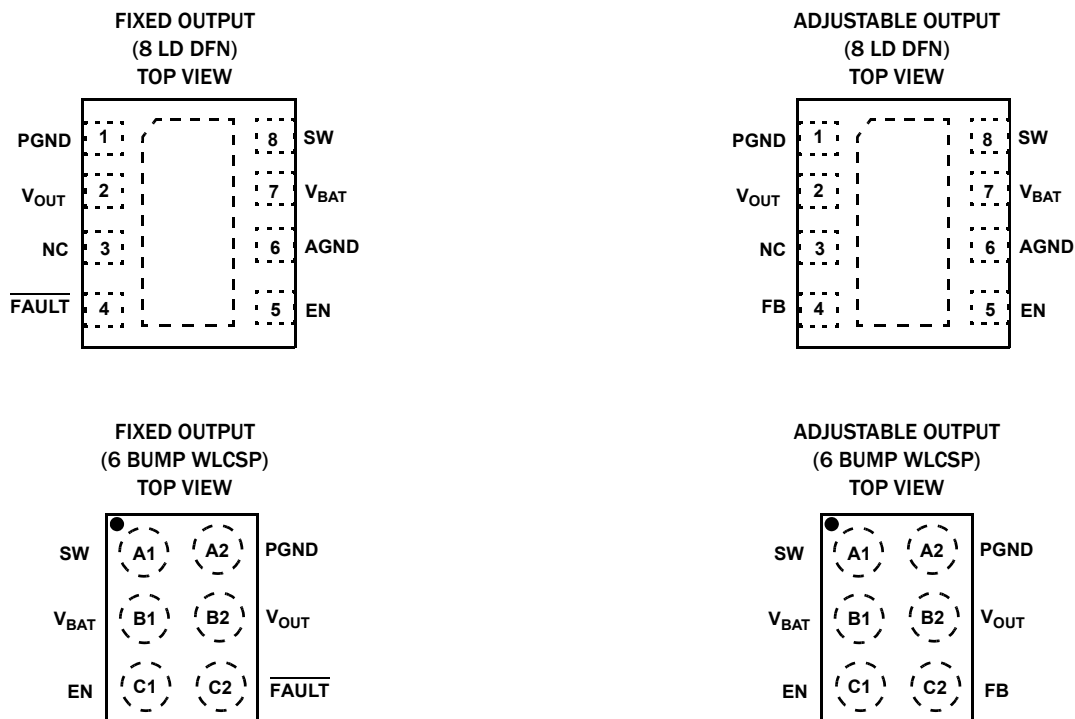 FIXED OUTPUT
(8 LD DFN)
TOP VIEW
PGND 1 8 SW
VOUT 2 7 VBAT
NC 3 6 AGND
FAULT 4 5 EN
ADJUSTABLE OUTPUT
(8 LD DFN)
TOP VIEW
PGND 1 8 SW
VOUT 2 7 VBAT
NC 3 6 AGND
FB 4 5 EN
FIXED OUTPUT
(6 BUMP WLCSP)
TOP VIEW
SW A1 A2 PGND
VBAT B1 B2 VOUT
EN C1 C2 FAULT
ADJUSTABLE OUTPUT
(6 BUMP WLCSP)
TOP VIEW
SW A1 A2 PGND
VBAT B1 B2 VOUT
EN C1 C2 FB